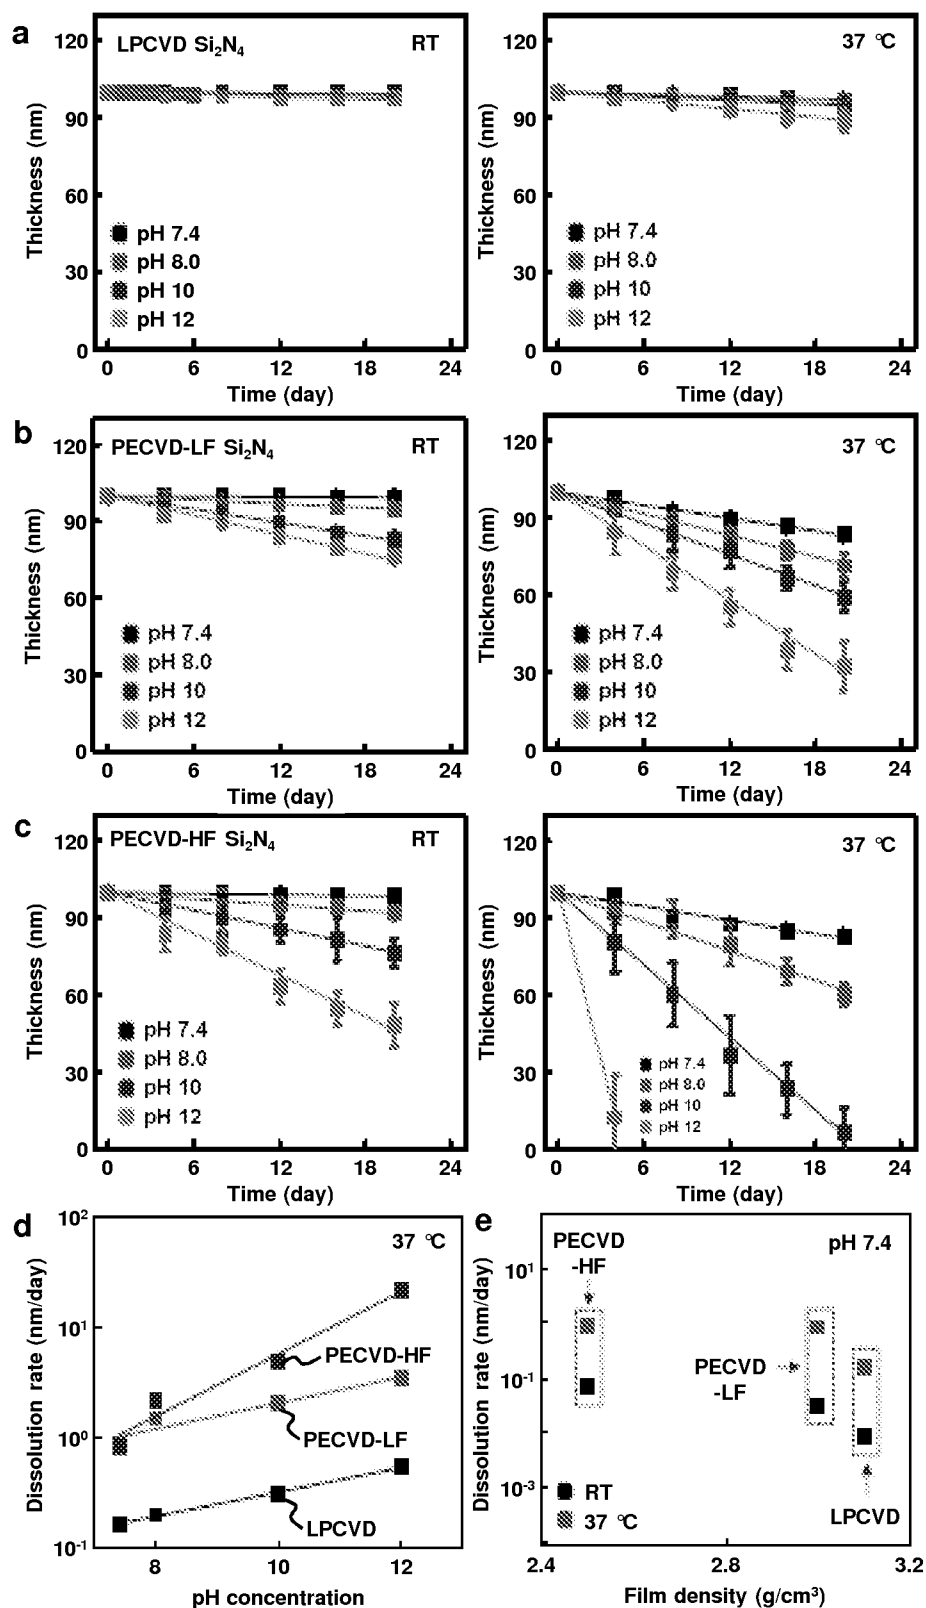 a
LPCVD Si₂N₄
RT
Thickness (nm)
120
90
60
30
0
pH 7.4
pH 8.0
pH 10
pH 12
0 6 12 18 24
Time (day)
37 °C
Thickness (nm)
120
90
60
30
0
pH 7.4
pH 8.0
pH 10
pH 12
0 6 12 18 24
Time (day)
b
PECVD-LF Si₂N₄
RT
Thickness (nm)
120
90
60
30
0
pH 7.4
pH 8.0
pH 10
pH 12
0 6 12 18 24
Time (day)
37 °C
Thickness (nm)
120
90
60
30
0
pH 7.4
pH 8.0
pH 10
pH 12
0 6 12 18 24
Time (day)
c
PECVD-HF Si₂N₄
RT
Thickness (nm)
120
90
60
30
0
pH 7.4
pH 8.0
pH 10
pH 12
0 6 12 18 24
Time (day)
37 °C
Thickness (nm)
120
90
60
30
0
pH 7.4
pH 8.0
pH 10
pH 12
0 6 12 18 24
Time (day)
d
37 °C
Dissolution rate (nm/day)
10²
10¹
10⁰
10⁻¹
PECVD-HF
PECVD-LF
LPCVD
8 10 12
pH concentration
e
pH 7.4
Dissolution rate (nm/day)
10¹
10⁻¹
10⁻³
PECVD
-HF
PECVD
-LF
LPCVD
RT
37 °C
2.4 2.8 3.2
Film density (g/cm³)